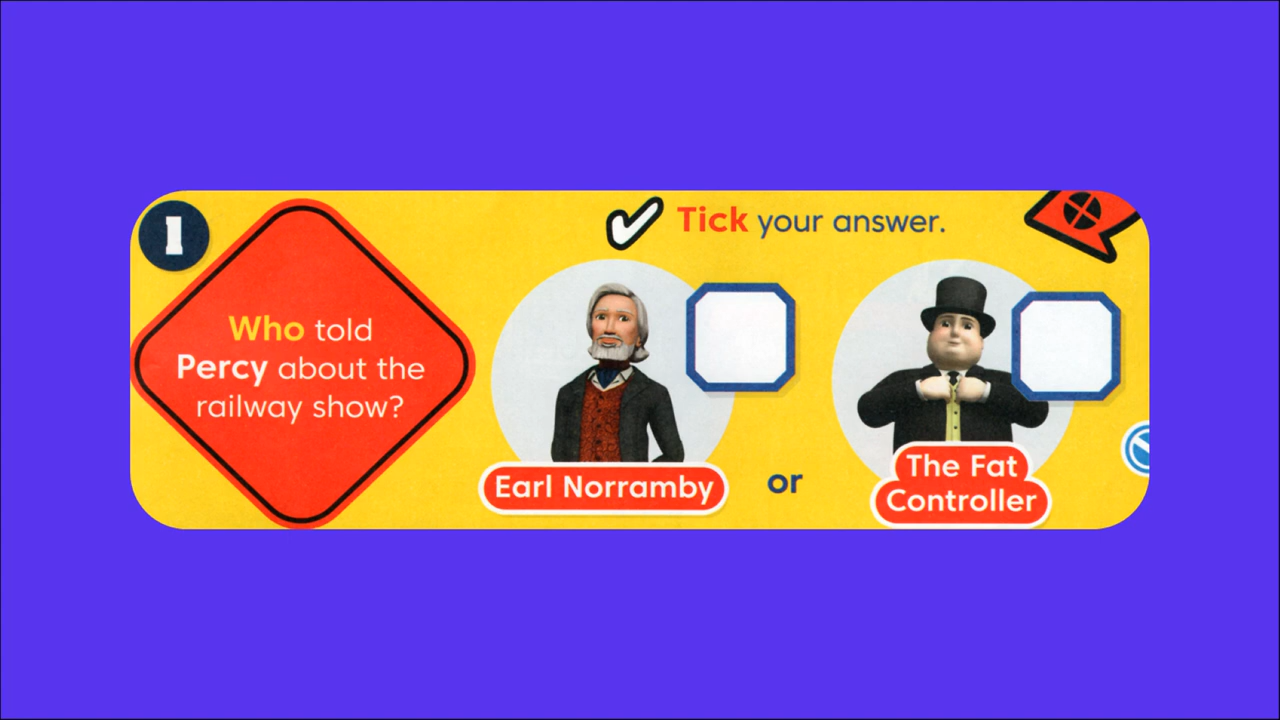 1
Tick your answer.
Who told
Percy about the
railway show?
Earl Norramby
or
The Fat
Controller